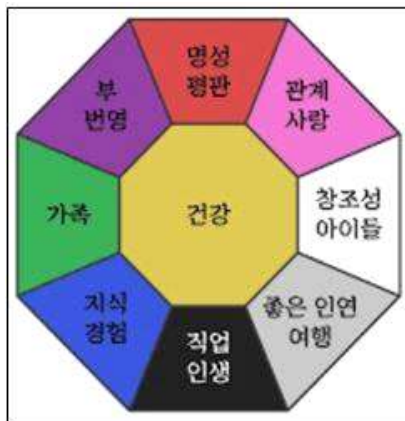 명성
평판
부
번영
관계
사랑
가족
건강
창조성
아이들
지식
경험
좋은 인연
여행
직업
인생